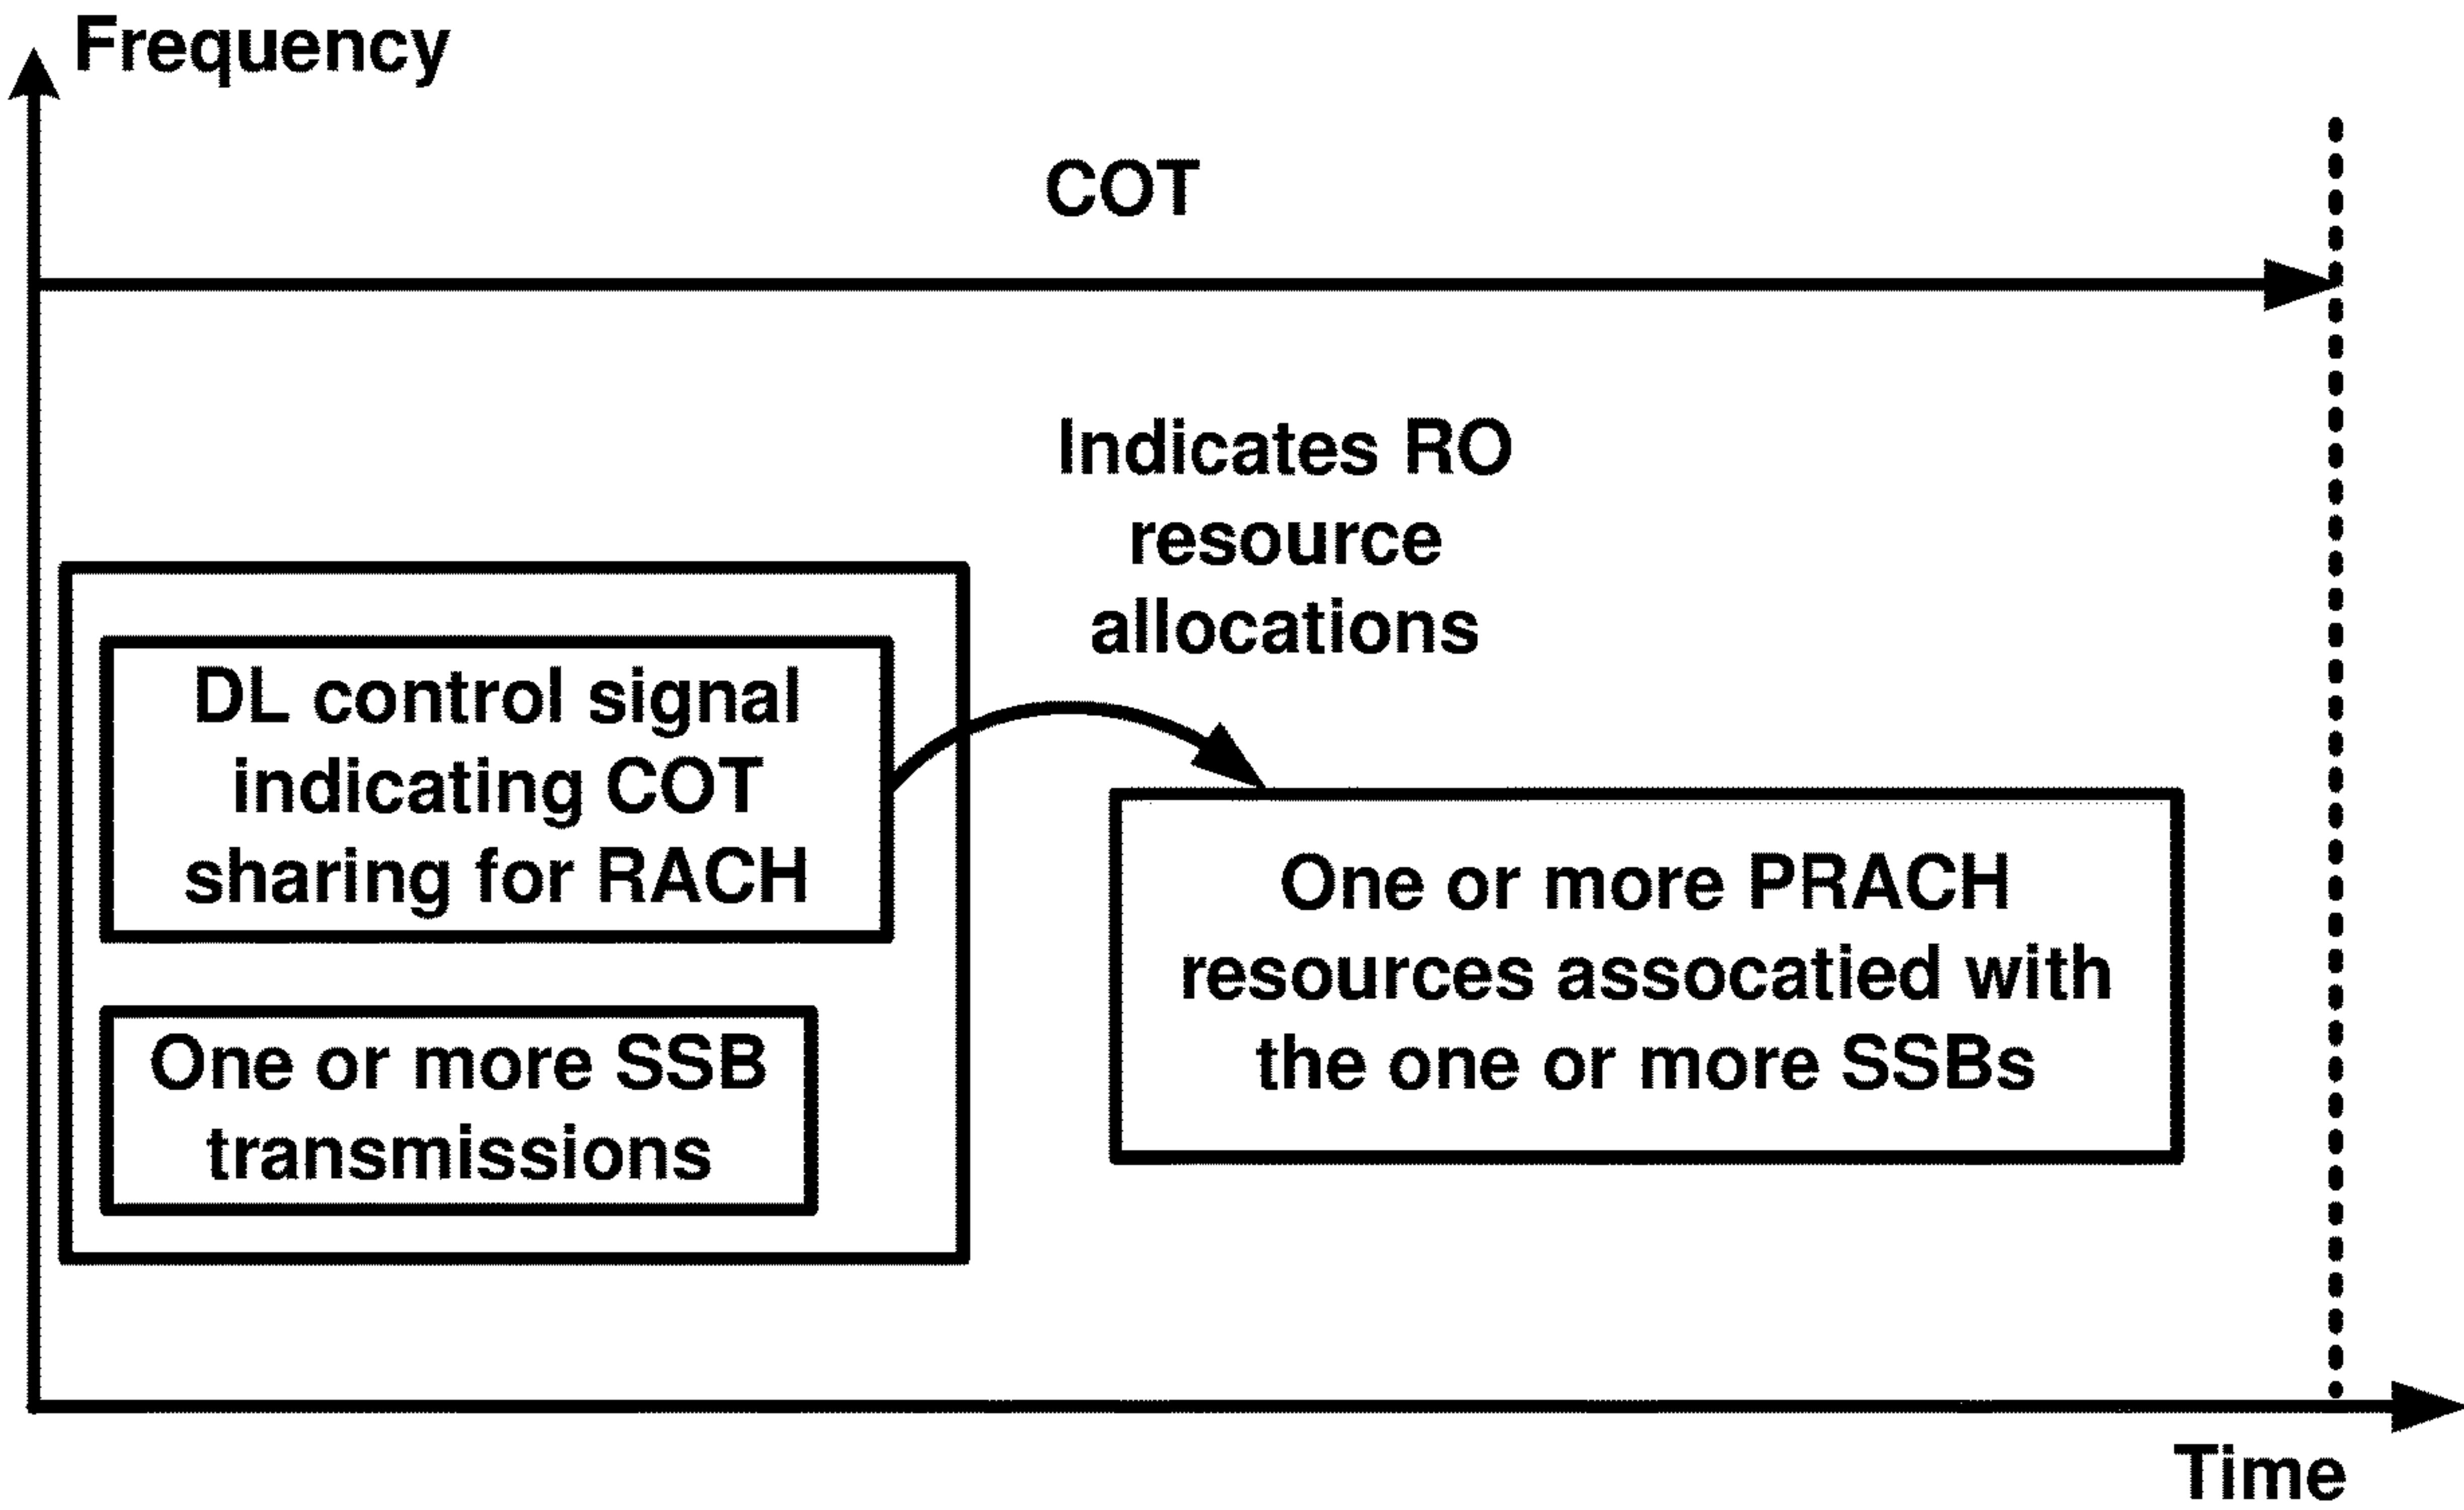 Frequency
COT
Indicates RO
resource
allocations
DL control signal
indicating COT
sharing for RACH
One or more SSB
transmissions
One or more PRACH
resources assocatied with
the one or more SSBs
Time